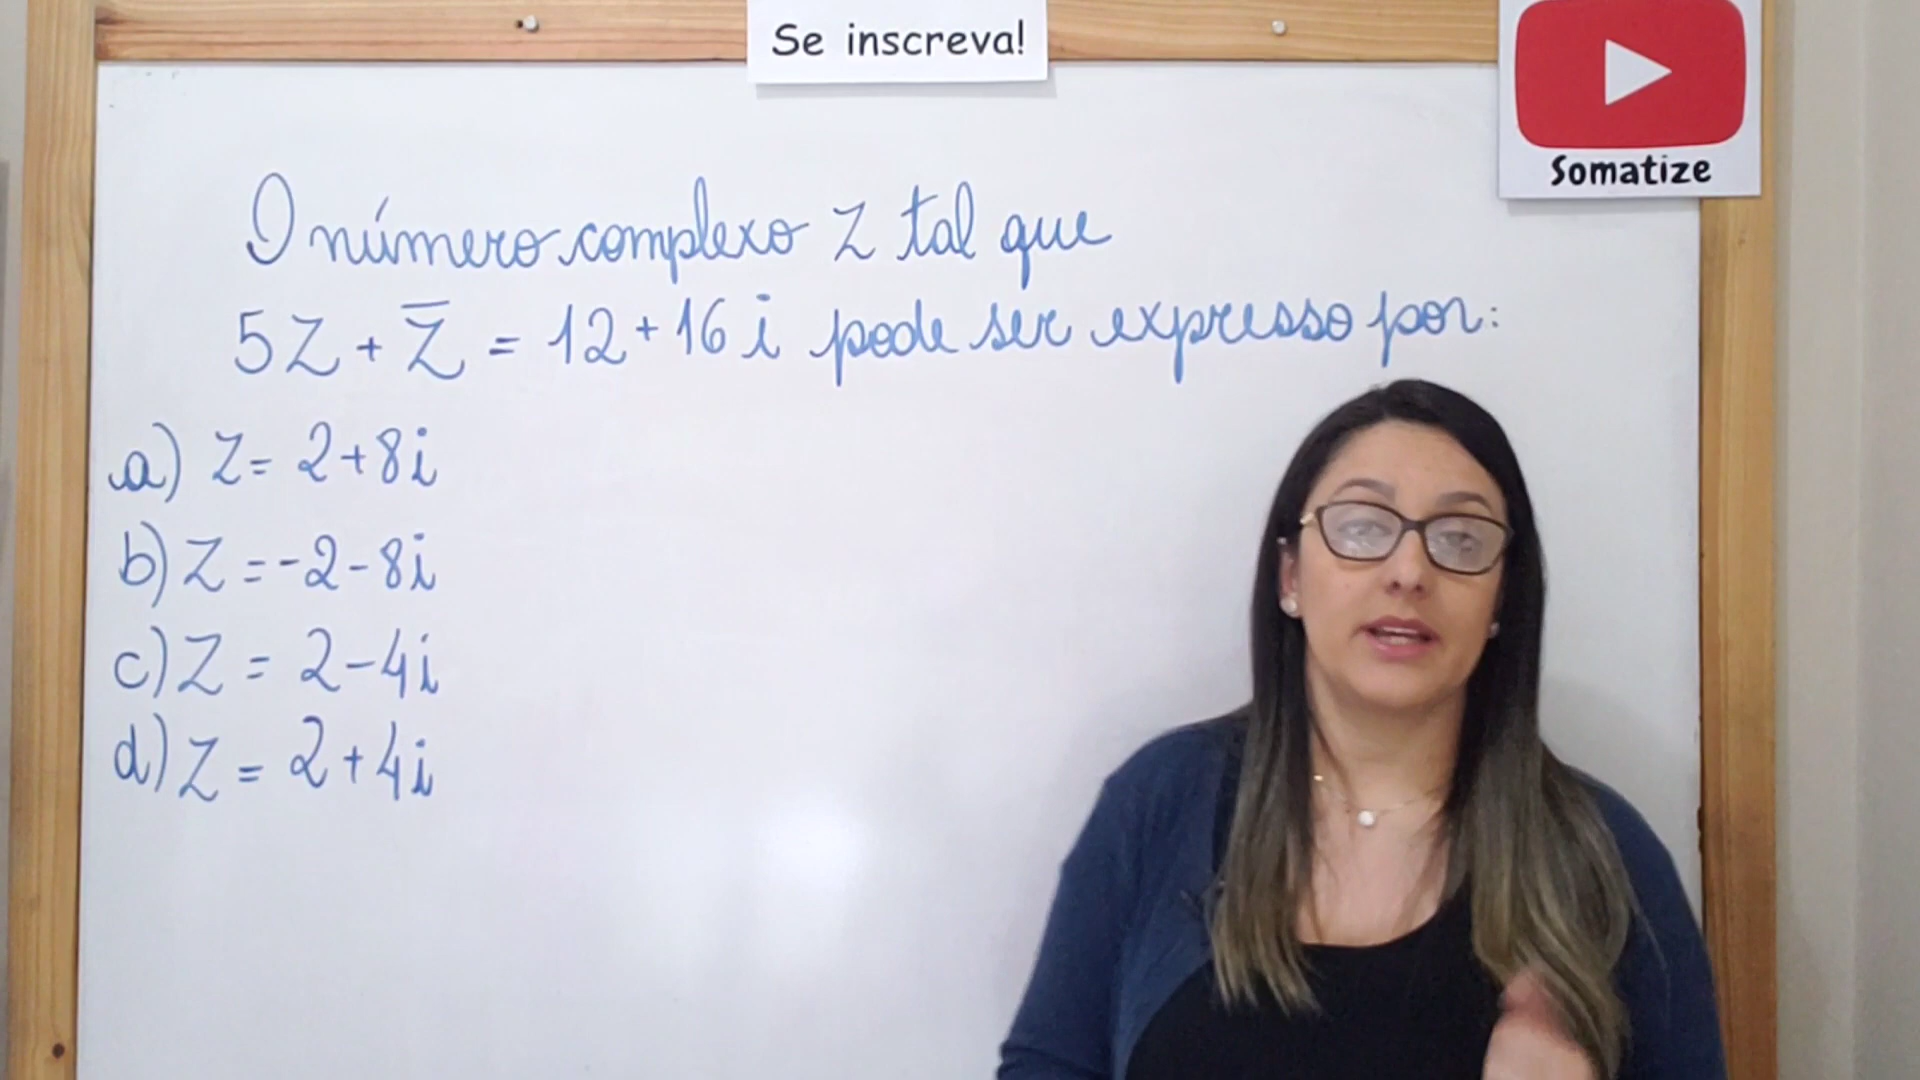 Se inscreva!
Somatize
O número complexo Z tal que
5Z + Z̅ = 12 + 16i pode ser expresso por:
a) Z = 2+8i
b) Z = -2-8i
c) Z = 2-4i
d) Z = 2+4i